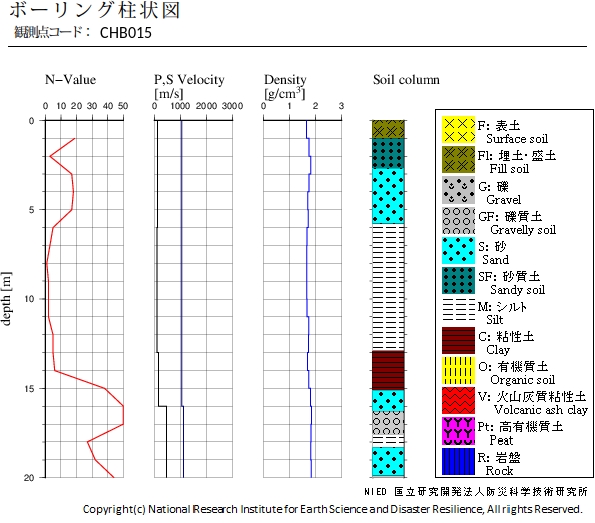 ボーリング柱状図
観測点コード： CHB015
N−Value
P,S Velocity
[m/s]
Density
[g/cm3]
Soil column
0 10 20 30 40 50
0 1000 2000 3000
0 1 2 3
0
5
10
15
20
depth [m]
F: 表土
Surface soil
Fl: 埋土・盛土
Fill soil
G: 礫
Gravel
GF: 礫質土
Gravelly soil
S: 砂
Sand
SF: 砂質土
Sandy soil
M: シルト
Silt
C: 粘性土
Clay
O: 有機質土
Organic soil
V: 火山灰質粘性土
Volcanic ash clay
Pt: 高有機質土
Peat
R: 岩盤
Rock
NIED 国立研究開発法人防災科学技術研究所
Copyright(c) National Research Institute for Earth Science and Disaster Resilience, All rights Reserved.